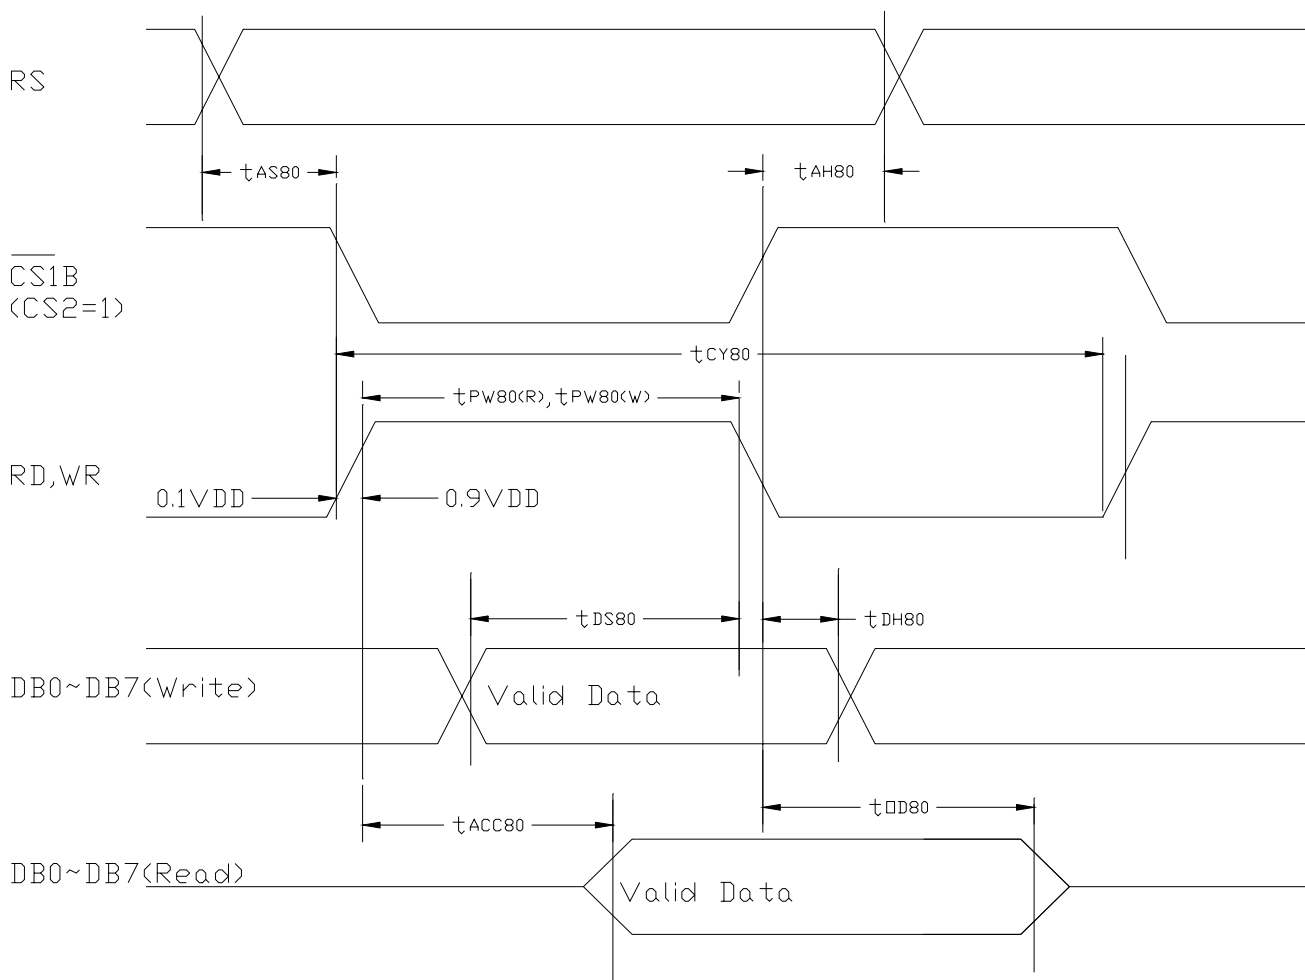 RS
tAS80
tAH80
CS1B
(CS2=1)
tCY80
tPW80(R),tPW80(W)
RD,WR
0.1VDD
0.9VDD
tDS80
tDH80
DB0~DB7(Write)
Valid Data
tOD80
tACC80
DB0~DB7(Read)
Valid Data